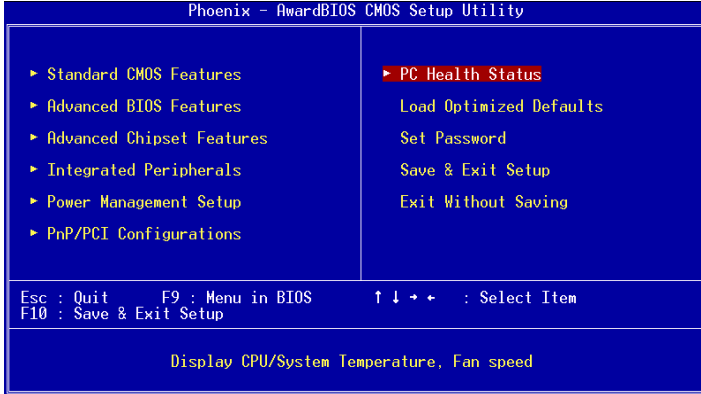 Phoenix - AwardBIOS CMOS Setup Utility
► Standard CMOS Features
► Advanced BIOS Features
► Advanced Chipset Features
► Integrated Peripherals
► Power Management Setup
► PnP/PCI Configurations
► PC Health Status
Load Optimized Defaults
Set Password
Save & Exit Setup
Exit Without Saving
Esc : Quit F9 : Menu in BIOS ↑ ↓ → ← : Select Item
F10 : Save & Exit Setup
Display CPU/System Temperature, Fan speed